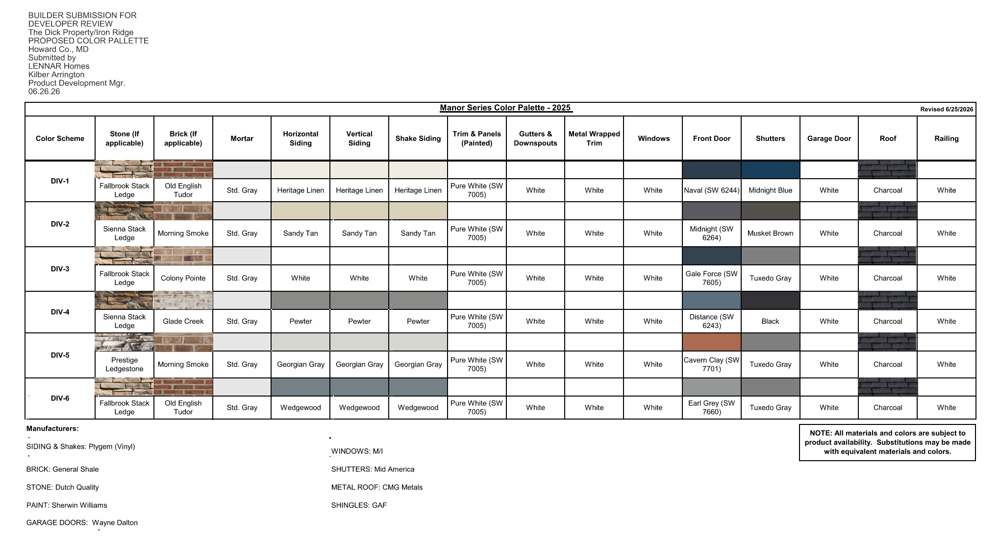 BUILDER SUBMISSION FOR
DEVELOPER REVIEW
The Dick Property/Iron Ridge
PROPOSED COLOR PALLETTE
Howard Co., MD
Submitted by
LENNAR Homes
Kilber Arrington
Product Development Mgr.
06.26.26
Manor Series Color Palette - 2025
Revised 6/25/2026
Color Scheme Stone (If applicable) Brick (If applicable) Mortar Horizontal Siding Vertical Siding Shake Siding Trim & Panels (Painted) Gutters & Downspouts Metal Wrapped Trim Windows Front Door Shutters Garage Door Roof Railing
DIV-1 Fallbrook Stack Ledge Old English Tudor Std. Gray Heritage Linen Heritage Linen Heritage Linen Pure White (SW 7005) White White White Naval (SW 6244) Midnight Blue White Charcoal White
DIV-2 Sienna Stack Ledge Morning Smoke Std. Gray Sandy Tan Sandy Tan Sandy Tan Pure White (SW 7005) White White White Midnight (SW 6264) Musket Brown White Charcoal White
DIV-3 Fallbrook Stack Ledge Colony Pointe Std. Gray White White White Pure White (SW 7005) White White White Gale Force (SW 7605) Tuxedo Gray White Charcoal White
DIV-4 Sienna Stack Ledge Glade Creek Std. Gray Pewter Pewter Pewter Pure White (SW 7005) White White White Distance (SW 6243) Black White Charcoal White
DIV-5 Prestige Ledgestone Morning Smoke Std. Gray Georgian Gray Georgian Gray Georgian Gray Pure White (SW 7005) White White White Cavern Clay (SW 7701) Tuxedo Gray White Charcoal White
DIV-6 Fallbrook Stack Ledge Old English Tudor Std. Gray Wedgewood Wedgewood Wedgewood Pure White (SW 7005) White White White Earl Grey (SW 7660) Tuxedo Gray White Charcoal White
Manufacturers:
SIDING & Shakes: Plygem (Vinyl)
BRICK: General Shale
STONE: Dutch Quality
PAINT: Sherwin Williams
GARAGE DOORS:  Wayne Dalton
WINDOWS: M/I
SHUTTERS: Mid America
METAL ROOF: CMG Metals
SHINGLES: GAF
NOTE: All materials and colors are subject to
product availability.  Substitutions may be made
with equivalent materials and colors.